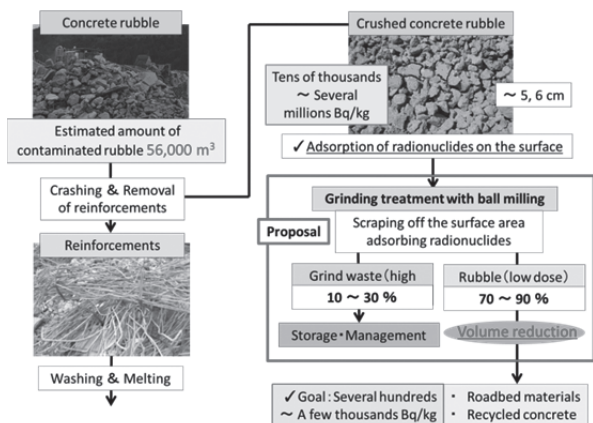 Concrete rubble
Estimated amount of
contaminated rubble 56,000 m³
Crashing & Removal
of reinforcements
Reinforcements
Washing & Melting
Crushed concrete rubble
Tens of thousands
～ Several
millions Bq/kg
～ 5, 6 cm
✓ Adsorption of radionuclides on the surface
Grinding treatment with ball milling
Proposal
Scraping off the surface area
adsorbing radionuclides
Grind waste (high
10 ～ 30 %
Storage・Management
Rubble (low dose)
70 ～ 90 %
Volume reduction
✓ Goal : Several hundreds
～ A few thousands Bq/kg
・ Roadbed materials
・ Recycled concrete